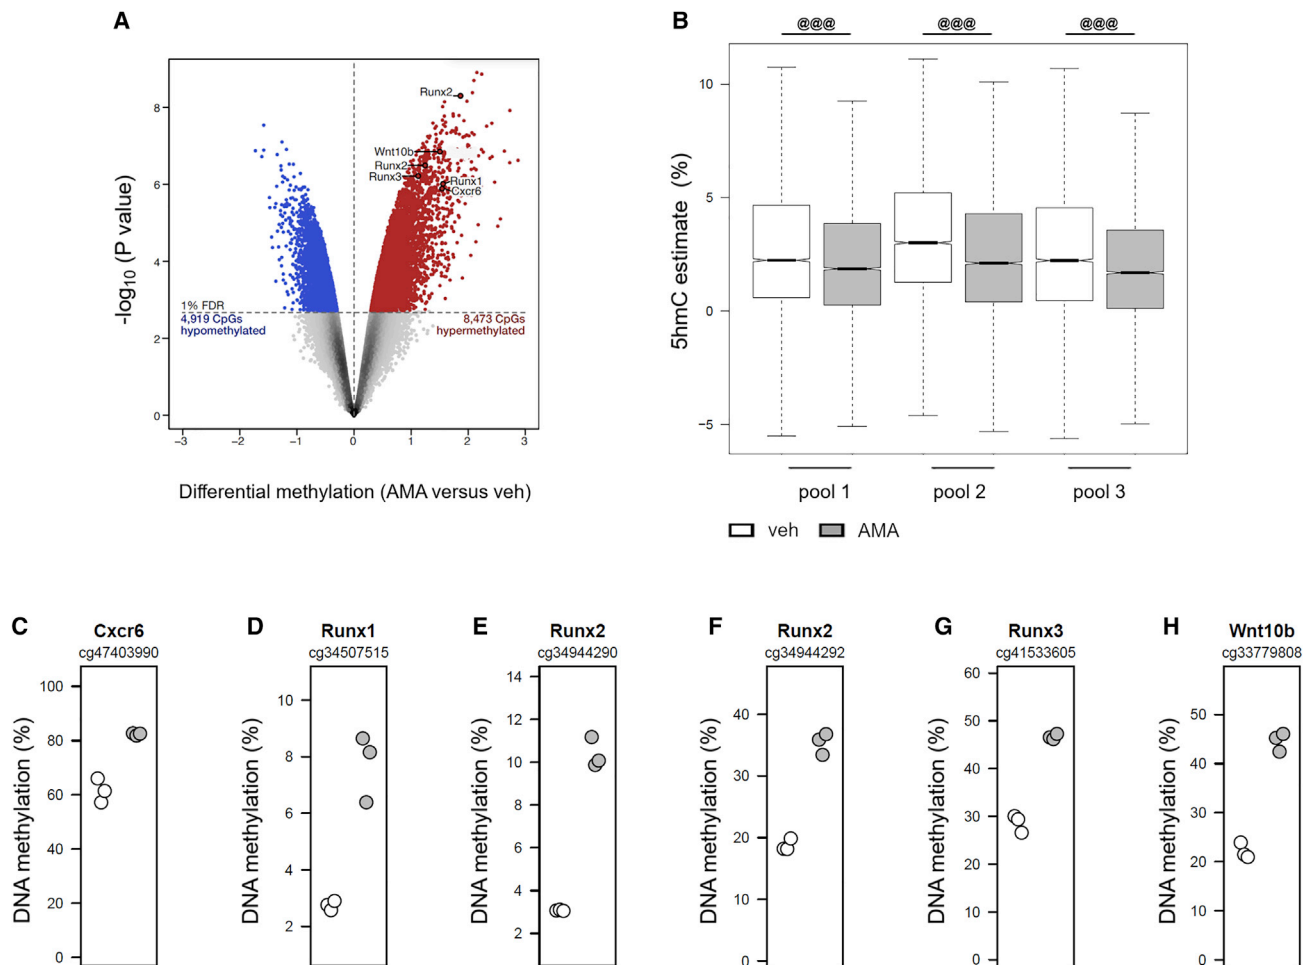 A
-log10 (P value)
8
6
4
2
0
Runx2
Wnt10b
Runx2
Runx3
Runx1
Cxcr6
1% FDR
4,919 CpGs
hypomethylated
8,473 CpGs
hypermethylated
−3 −2 −1 0 1 2 3
Differential methylation (AMA versus veh)
B
@@@ @@@ @@@
5hmC estimate (%)
10
5
0
−5
pool 1 pool 2 pool 3
veh AMA
C
Cxcr6
cg47403990
DNA methylation (%)
100
80
60
40
20
0
D
Runx1
cg34507515
DNA methylation (%)
10
8
6
4
2
E
Runx2
cg34944290
DNA methylation (%)
14
12
10
8
6
4
2
F
Runx2
cg34944292
DNA methylation (%)
40
30
20
10
0
G
Runx3
cg41533605
DNA methylation (%)
60
50
40
30
20
10
0
H
Wnt10b
cg33779808
DNA methylation (%)
50
40
30
20
10
0